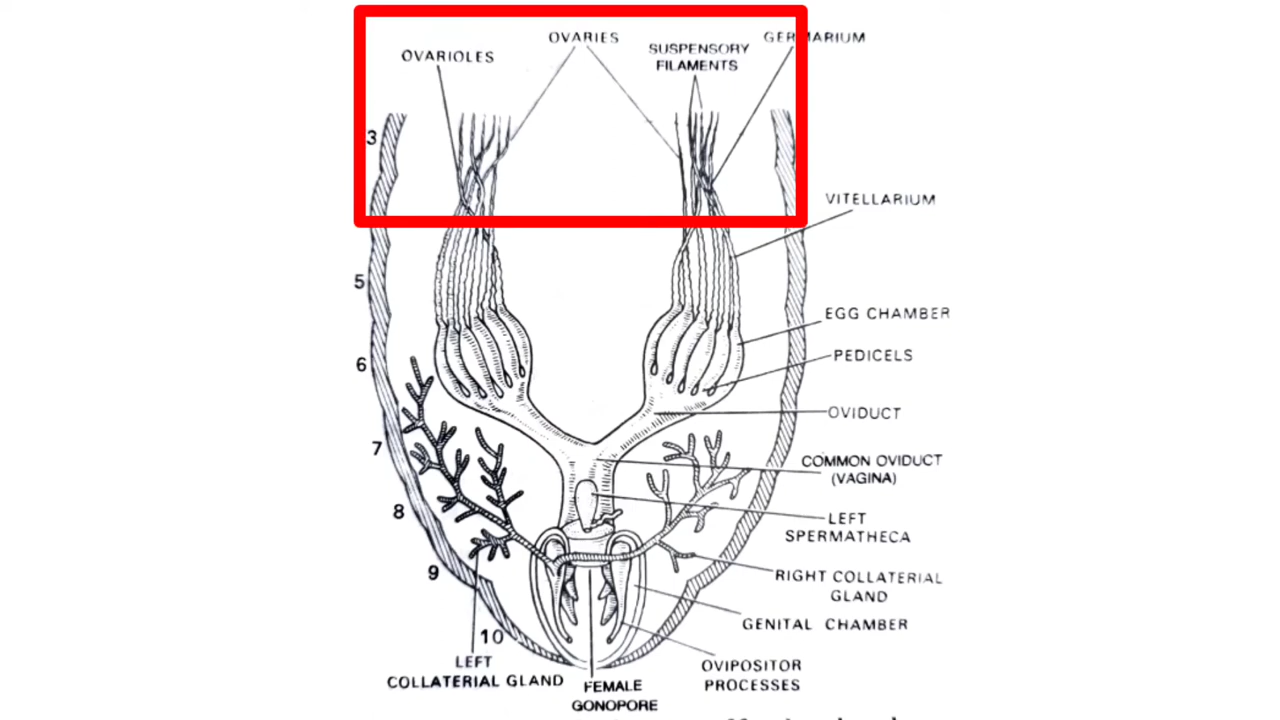 OVARIES
GERMARIUM
SUSPENSORY
FILAMENTS
OVARIOLES
3
VITELLARIUM
5
EGG CHAMBER
PEDICELS
6
OVIDUCT
7
COMMON OVIDUCT
(VAGINA)
8
LEFT
SPERMATHECA
9
RIGHT COLLATERIAL
GLAND
GENITAL CHAMBER
10
LEFT
COLLATERIAL GLAND
OVIPOSITOR
PROCESSES
FEMALE
GONOPORE